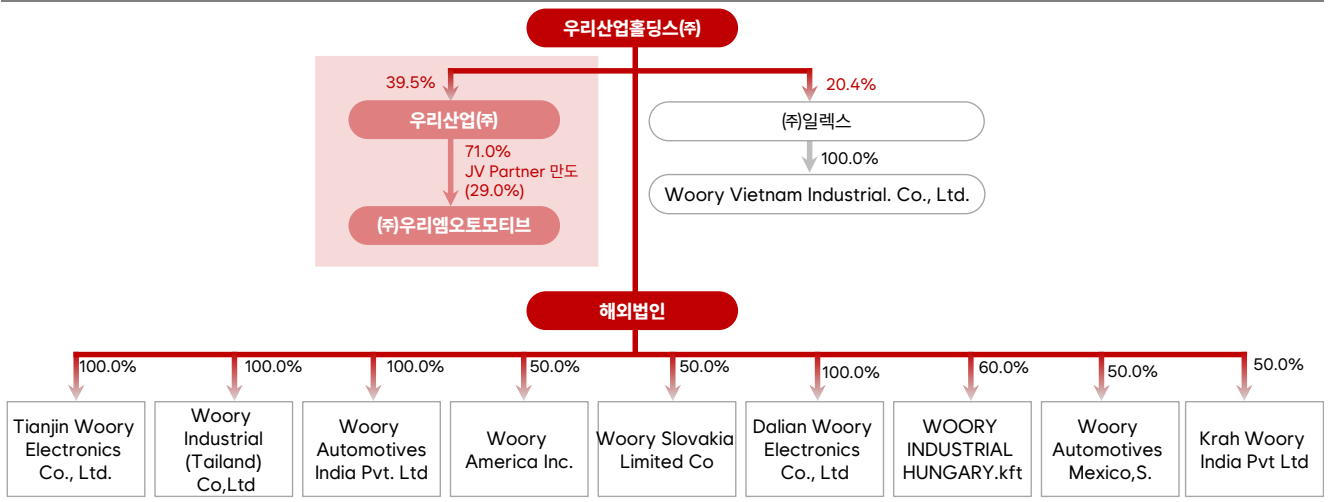 우리산업홀딩스㈜
39.5%
20.4%
우리산업㈜
㈜일렉스
71.0%
JV Partner 만도
(29.0%)
100.0%
Woory Vietnam Industrial. Co., Ltd.
㈜우리엠오토모티브
해외법인
100.0%
100.0%
100.0%
50.0%
50.0%
100.0%
60.0%
50.0%
50.0%
Tianjin Woory
Electronics
Co., Ltd.
Woory
Industrial
(Tailand)
Co,Ltd
Woory
Automotives
India Pvt. Ltd
Woory
America Inc.
Woory Slovakia
Limited Co
Dalian Woory
Electronics
Co., Ltd
WOORY
INDUSTRIAL
HUNGARY.kft
Woory
Automotives
Mexico,S.
Krah Woory
India Pvt Ltd